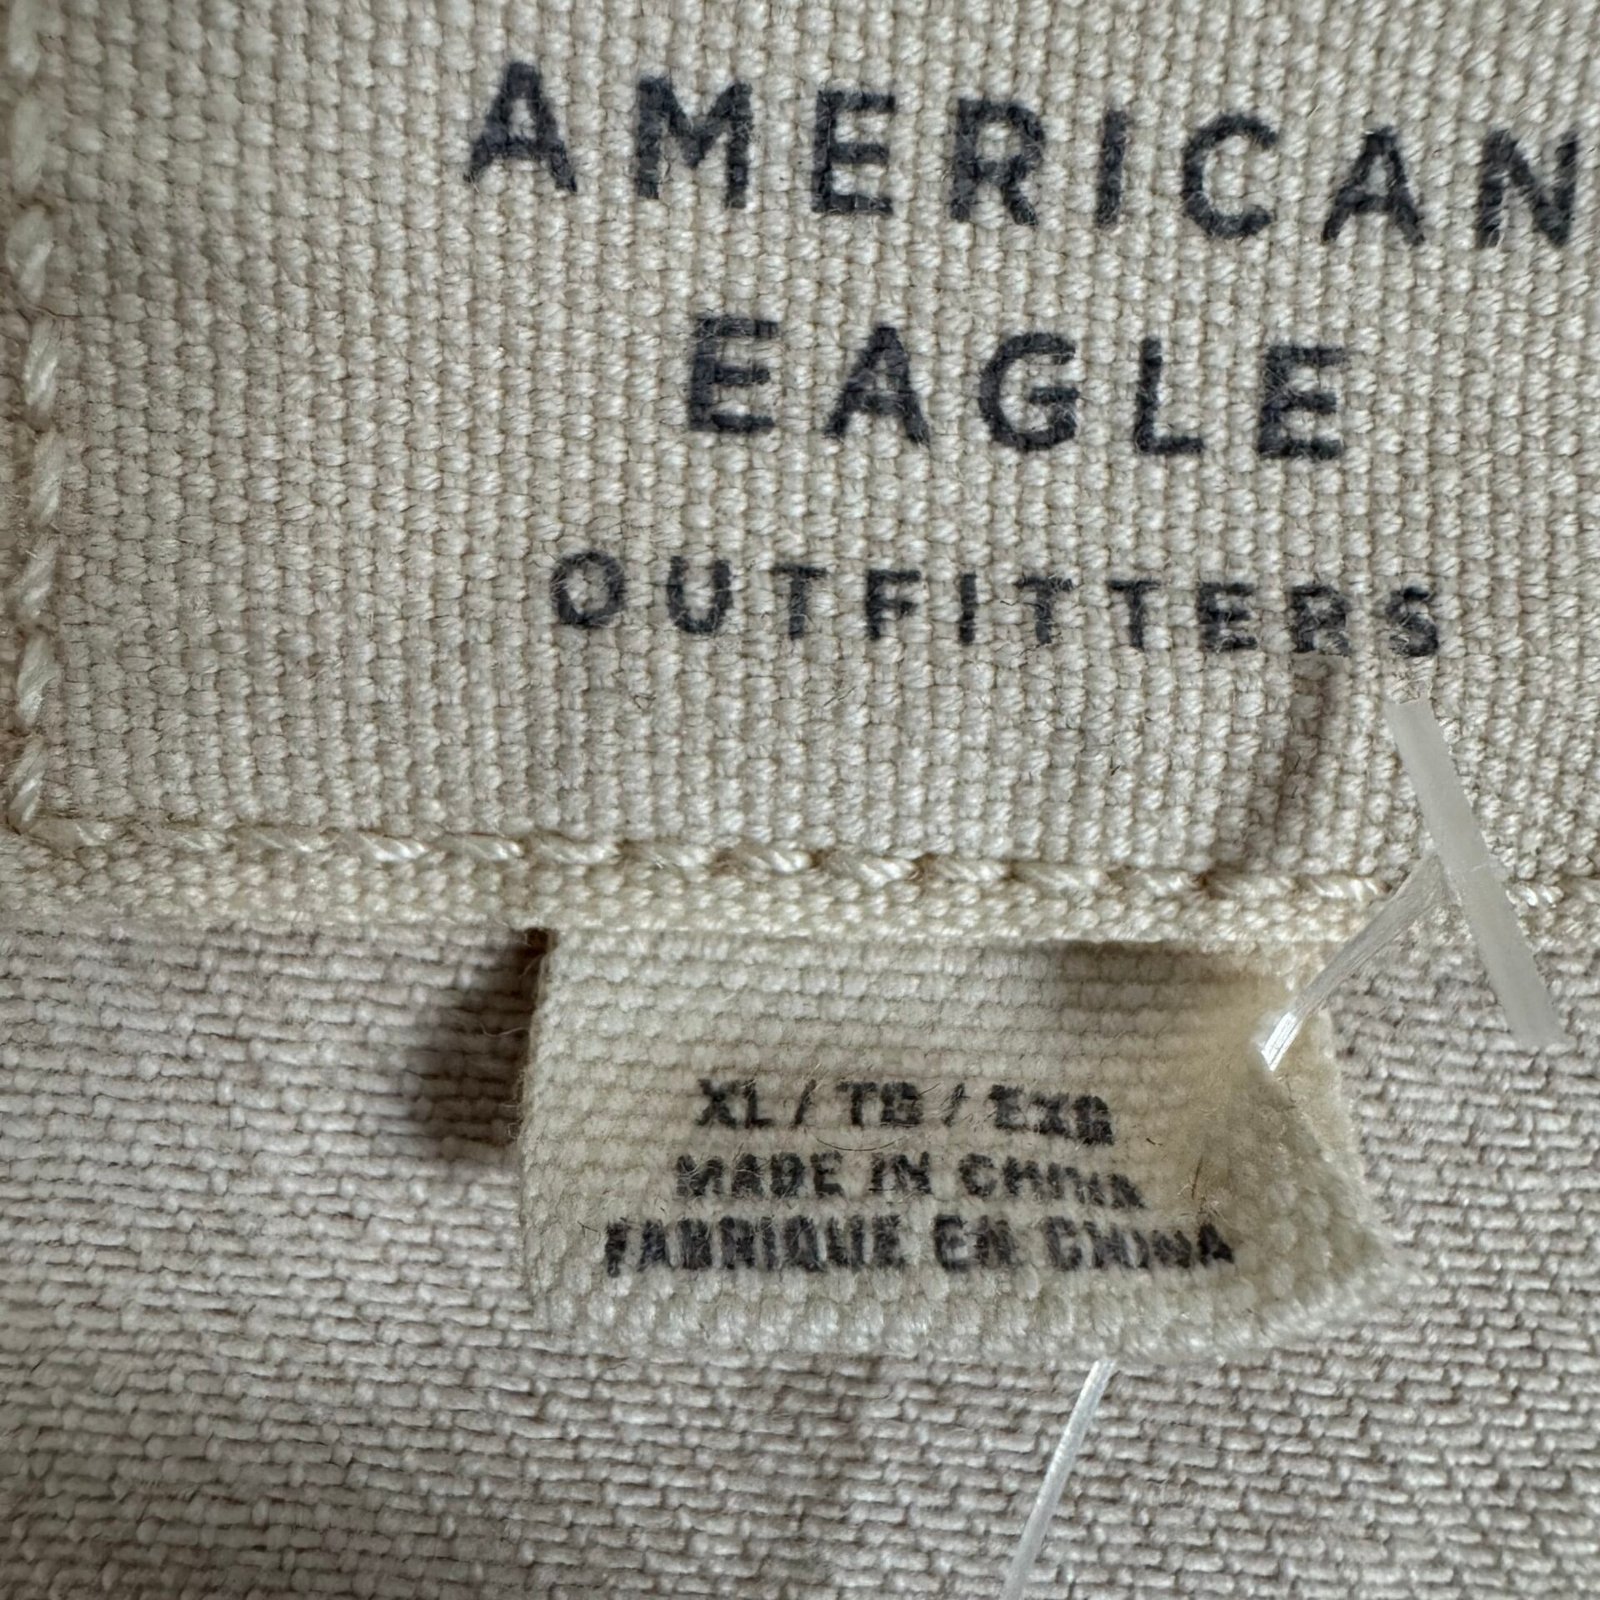 AMERICAN
EAGLE
OUTFITTERS
XL / TG / EXG
MADE IN CHINA
FABRIQUE EN CHINA